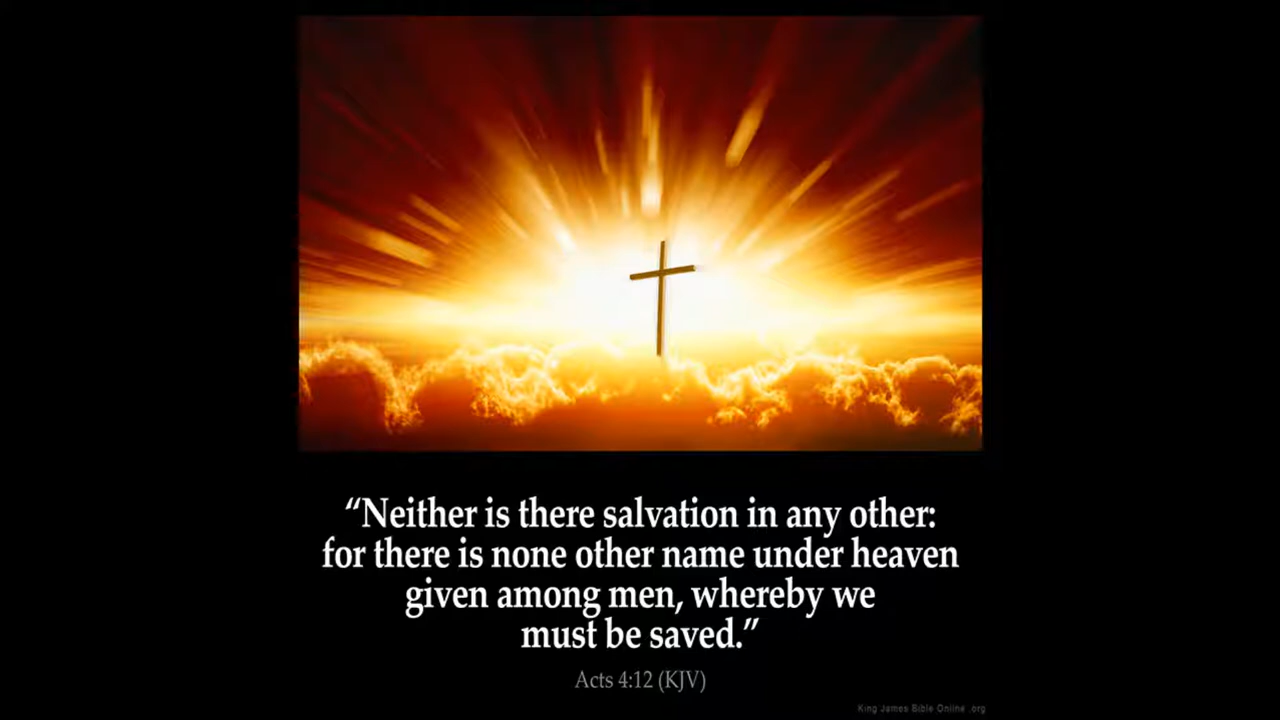 “Neither is there salvation in any other:
for there is none other name under heaven
given among men, whereby we
must be saved.”
Acts 4:12 (KJV)
King James Bible Online .org